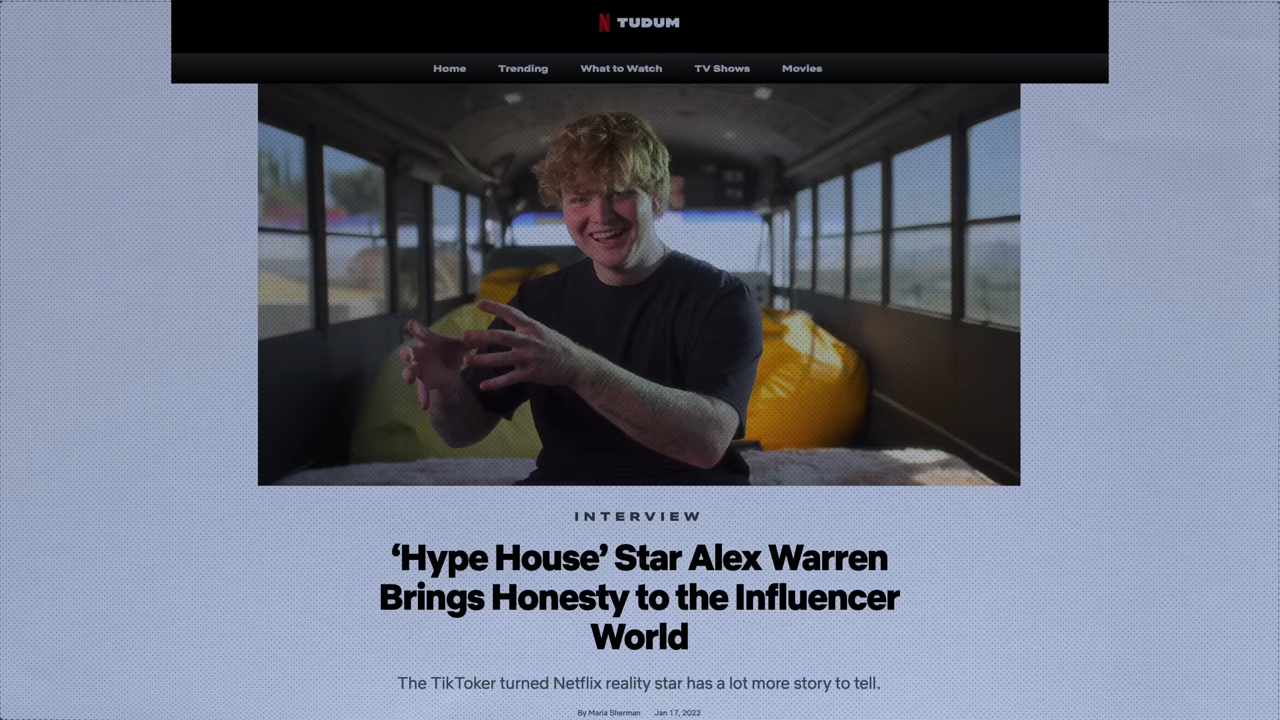 N TUDUM
Home Trending What to Watch TV Shows Movies
INTERVIEW
‘Hype House’ Star Alex Warren
Brings Honesty to the Influencer
World
The TikToker turned Netflix reality star has a lot more story to tell.
By Maria Sherman Jan 17, 2022